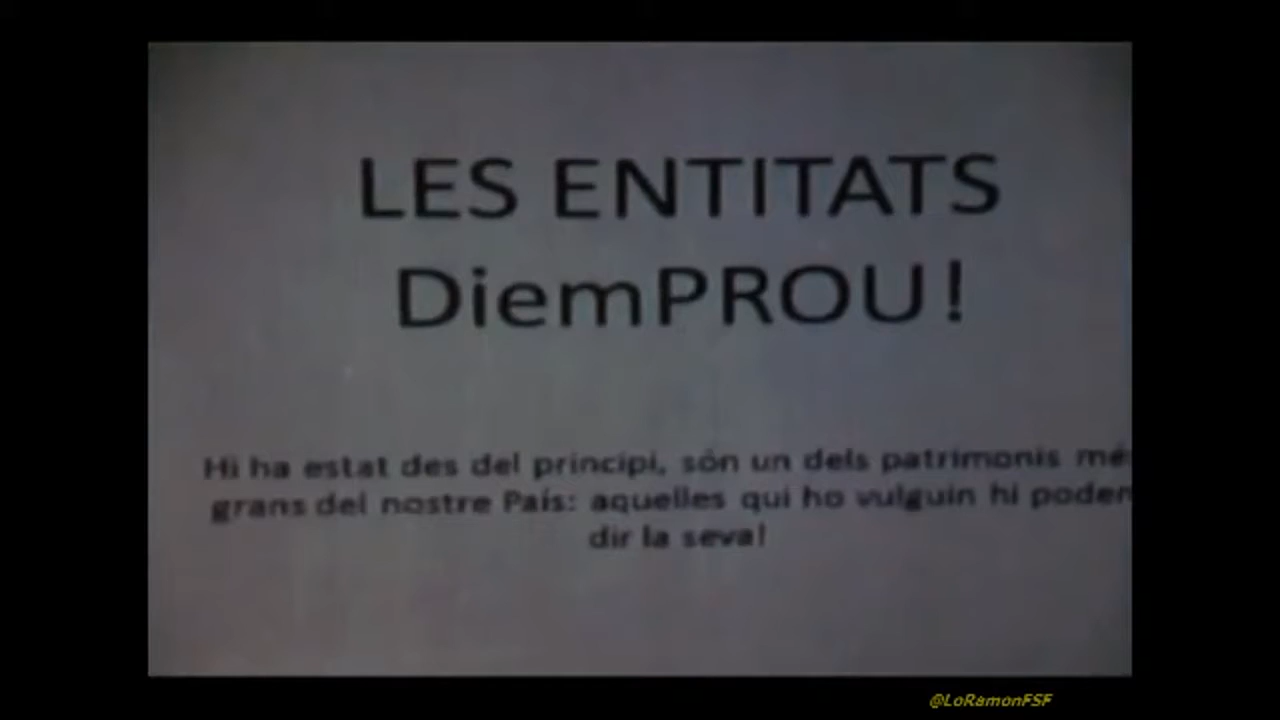 LES ENTITATS
DiemPROU!
Hi ha estat des del principi, són un dels patrimonis mé
grans del nostre País: aquelles qui ho vulguin hi poden
dir la seva!
@LoRamonFSF